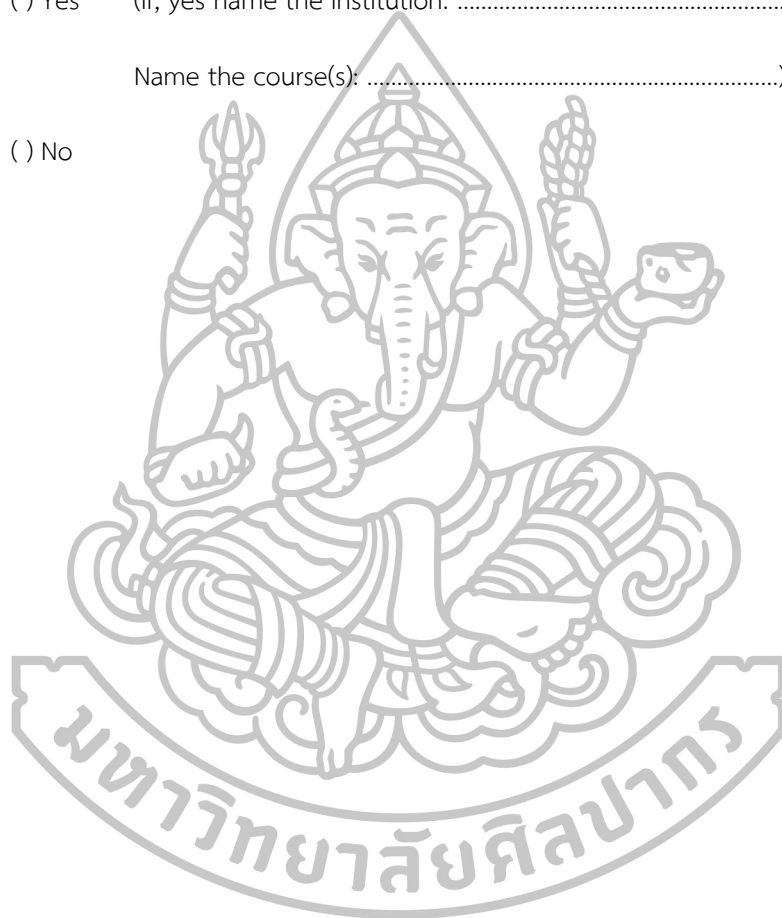 ( ) Yes (If, yes name the institution: ..........................................................
Name the course(s): ..............................................................................)
( ) No
มหาวิทยาลัยศิลปากร